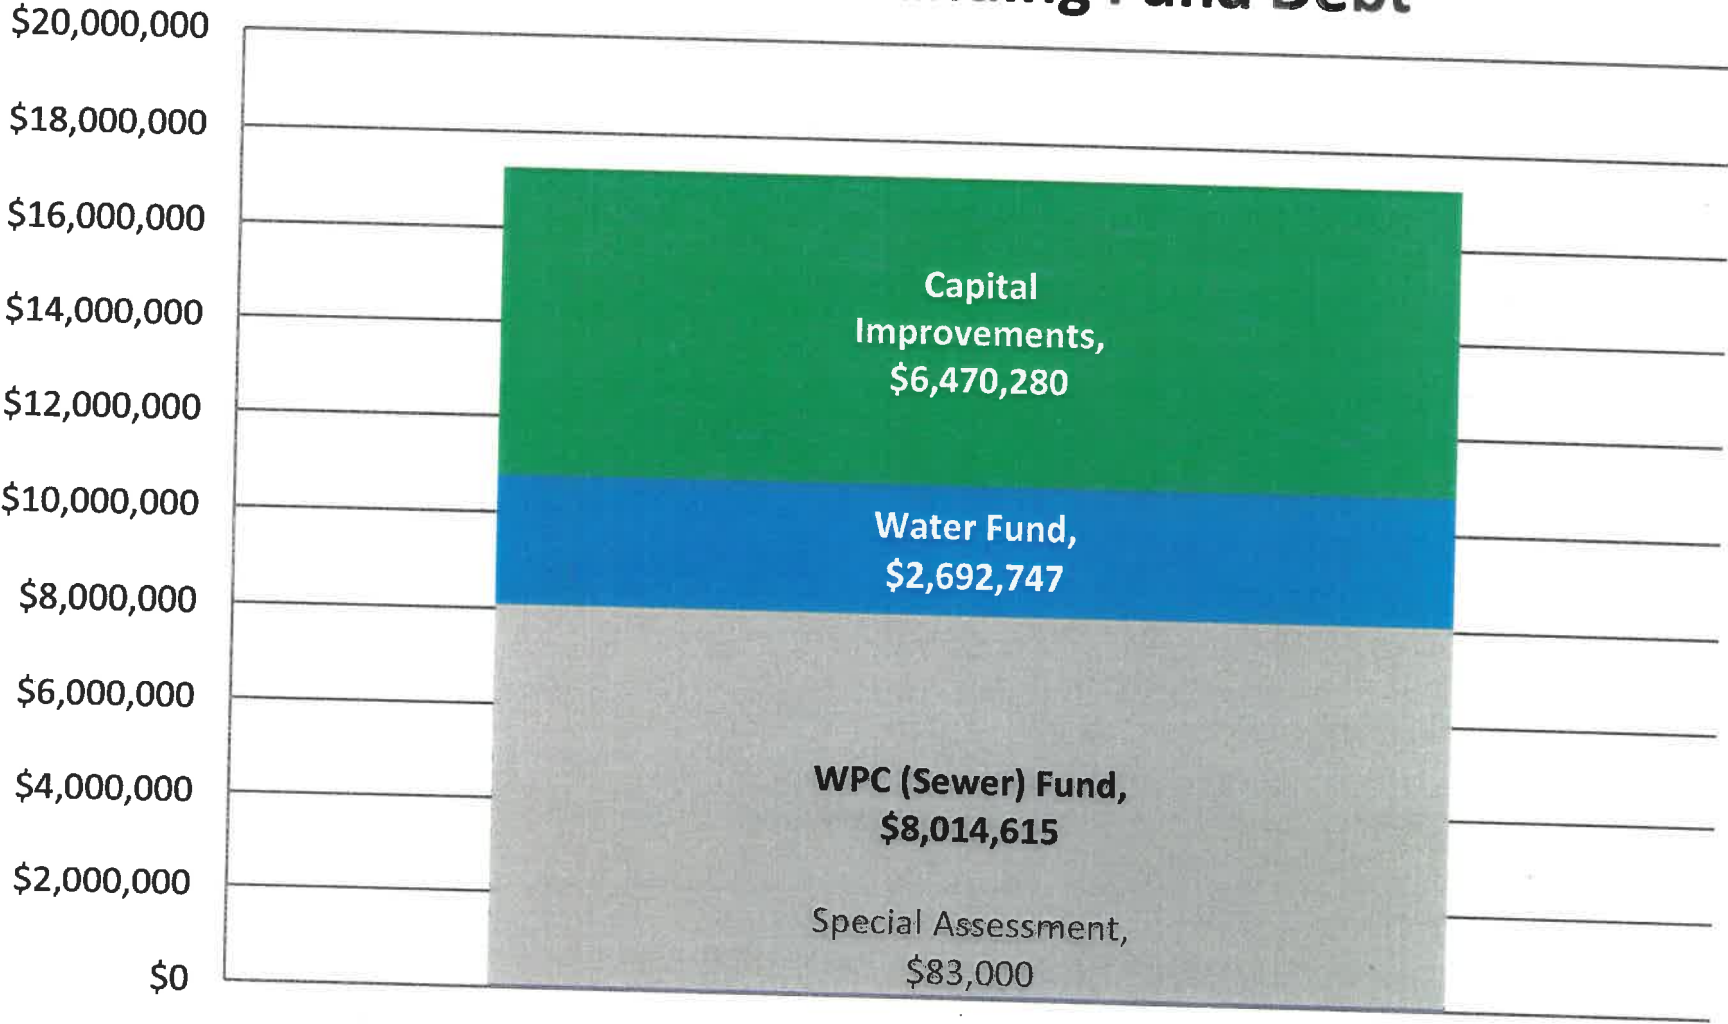 Fund Debt
$20,000,000
$18,000,000
$16,000,000
$14,000,000
$12,000,000
$10,000,000
$8,000,000
$6,000,000
$4,000,000
$2,000,000
$0
Capital
Improvements,
$6,470,280
Water Fund,
$2,692,747
WPC (Sewer) Fund,
$8,014,615
Special Assessment,
$83,000